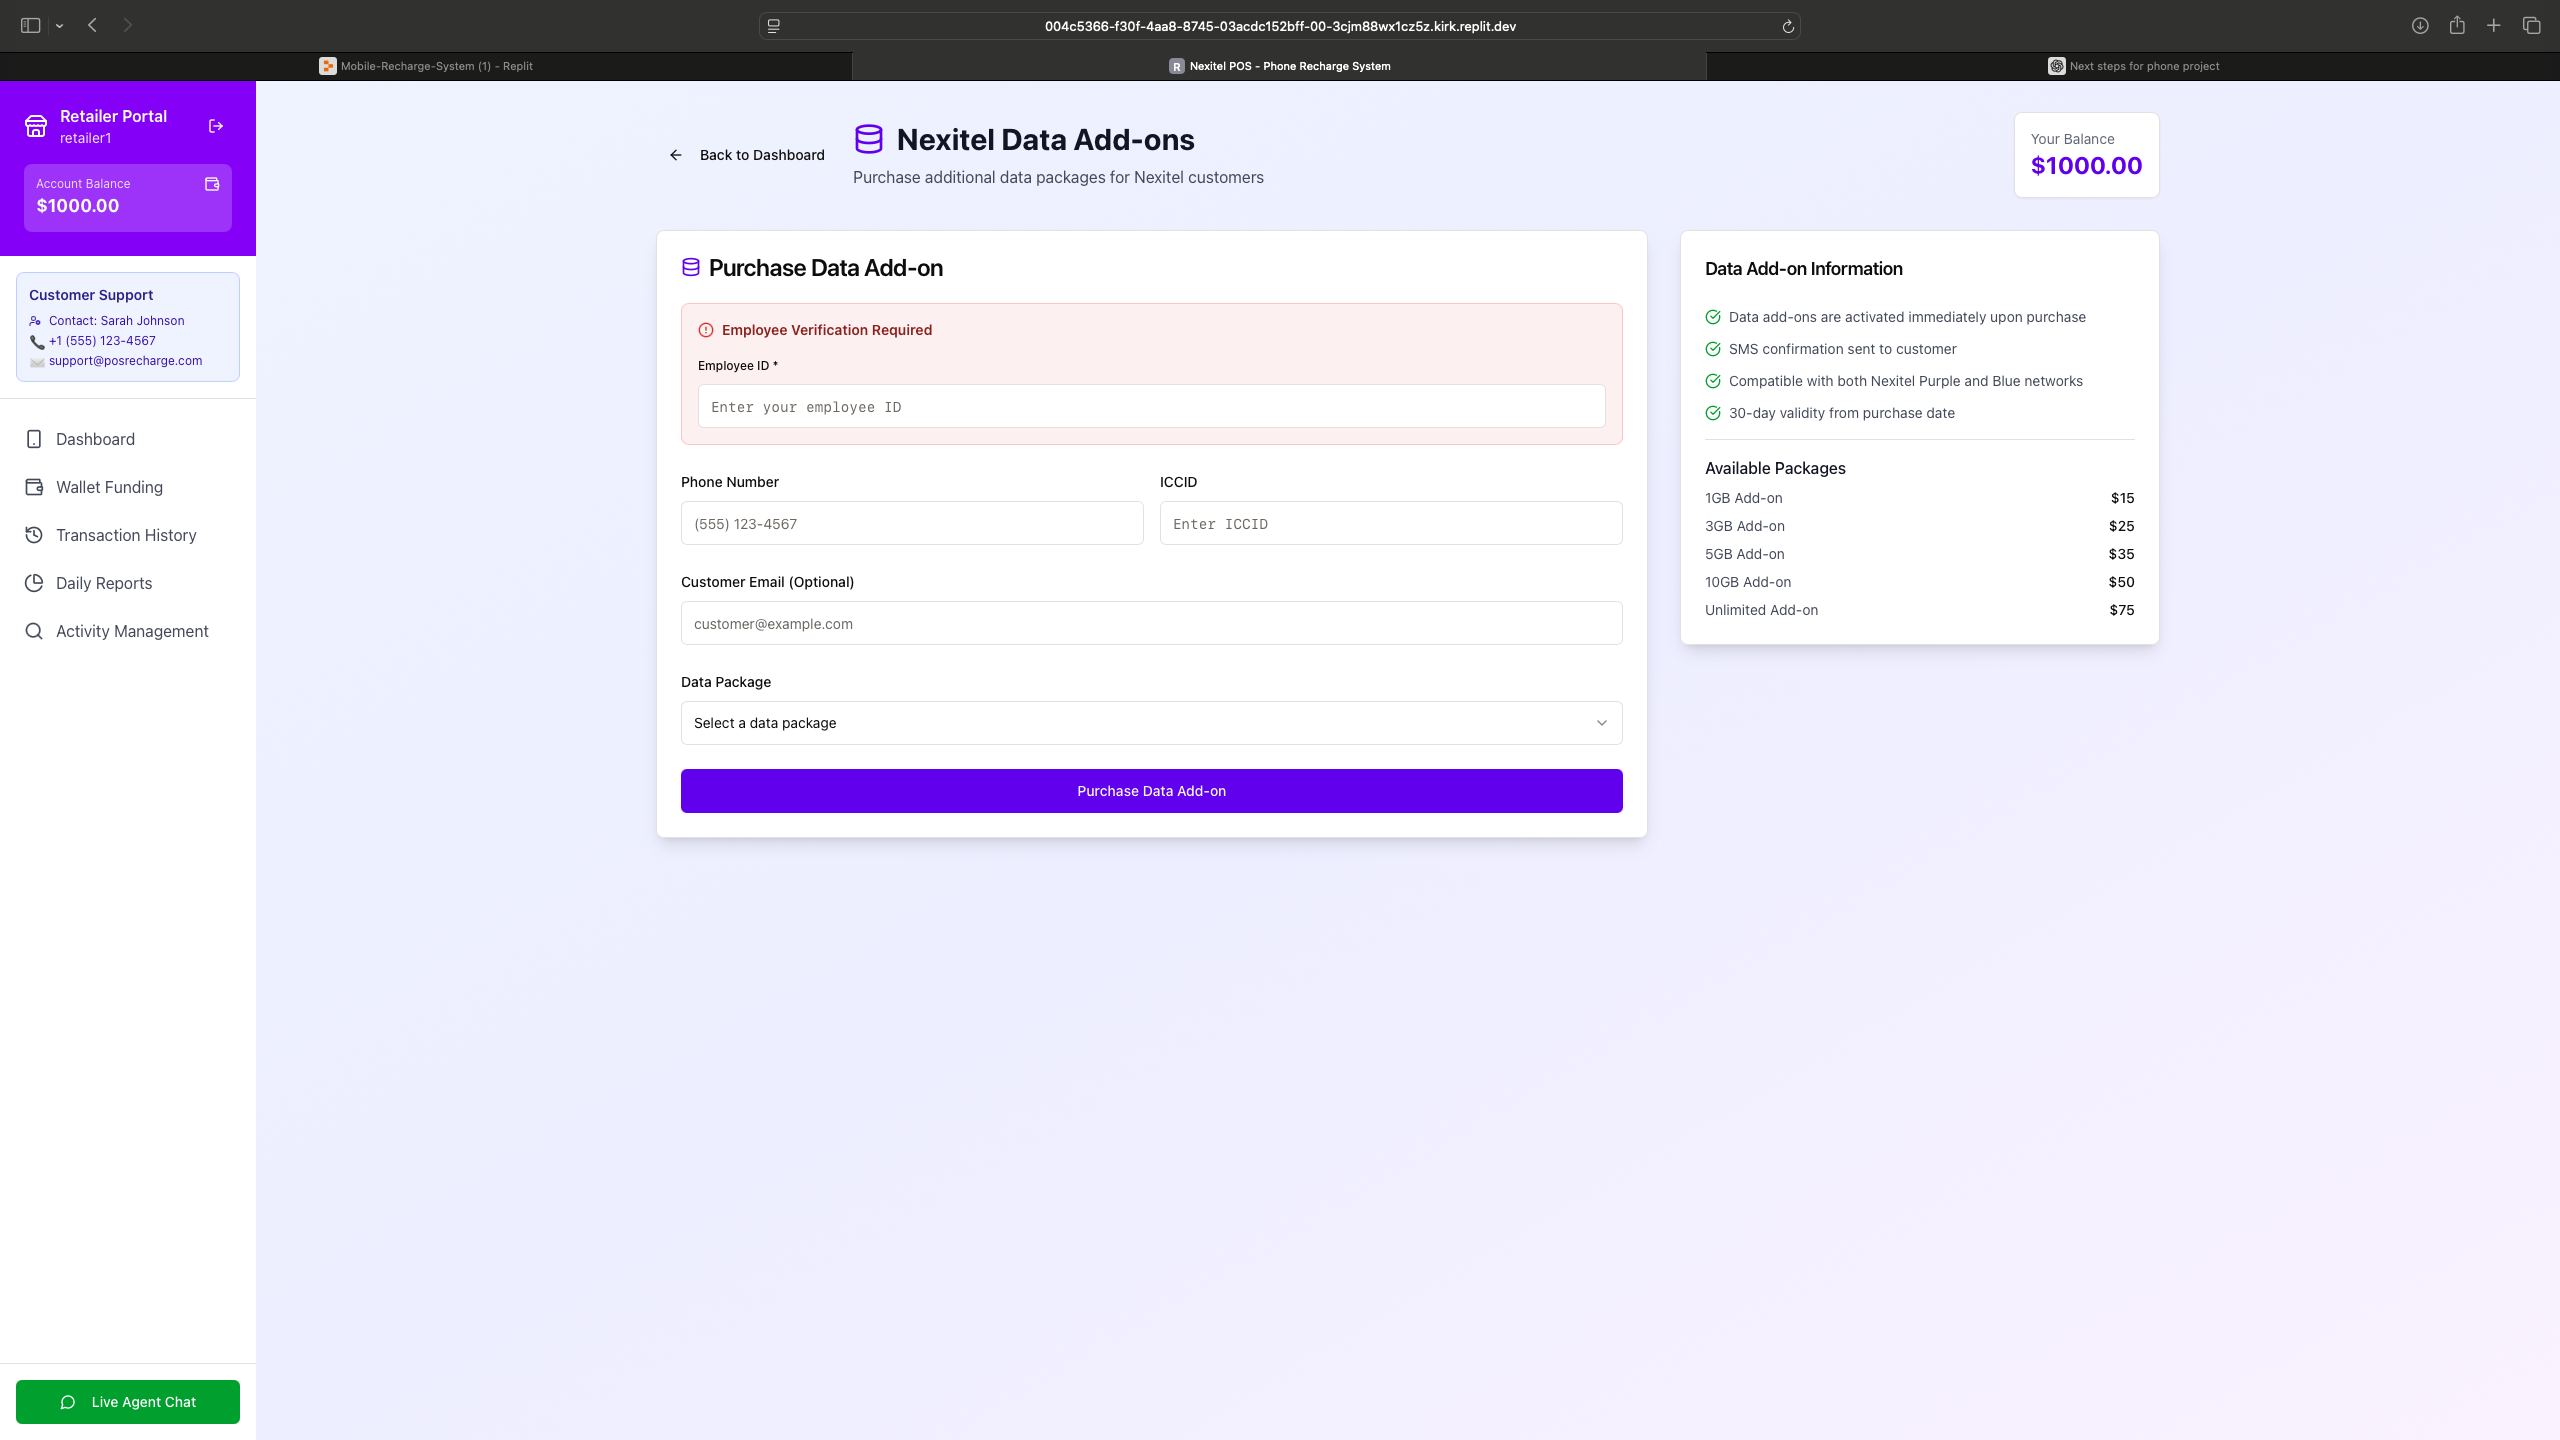 004c5366-f30f-4aa8-8745-03acdc152bff-00-3cjm88wx1cz5z.kirk.replit.dev
Mobile-Recharge-System (1) - Replit
R Nexitel POS - Phone Recharge System
Next steps for phone project
Retailer Portal
retailer1
Account Balance
$1000.00
Customer Support
Contact: Sarah Johnson
+1 (555) 123-4567
support@posrecharge.com
Dashboard
Wallet Funding
Transaction History
Daily Reports
Activity Management
Live Agent Chat
Back to Dashboard
Nexitel Data Add-ons
Purchase additional data packages for Nexitel customers
Your Balance
$1000.00
Purchase Data Add-on
Employee Verification Required
Employee ID *
Enter your employee ID
Phone Number
(555) 123-4567
ICCID
Enter ICCID
Customer Email (Optional)
customer@example.com
Data Package
Select a data package
Purchase Data Add-on
Data Add-on Information
Data add-ons are activated immediately upon purchase
SMS confirmation sent to customer
Compatible with both Nexitel Purple and Blue networks
30-day validity from purchase date
Available Packages
1GB Add-on $15
3GB Add-on $25
5GB Add-on $35
10GB Add-on $50
Unlimited Add-on $75